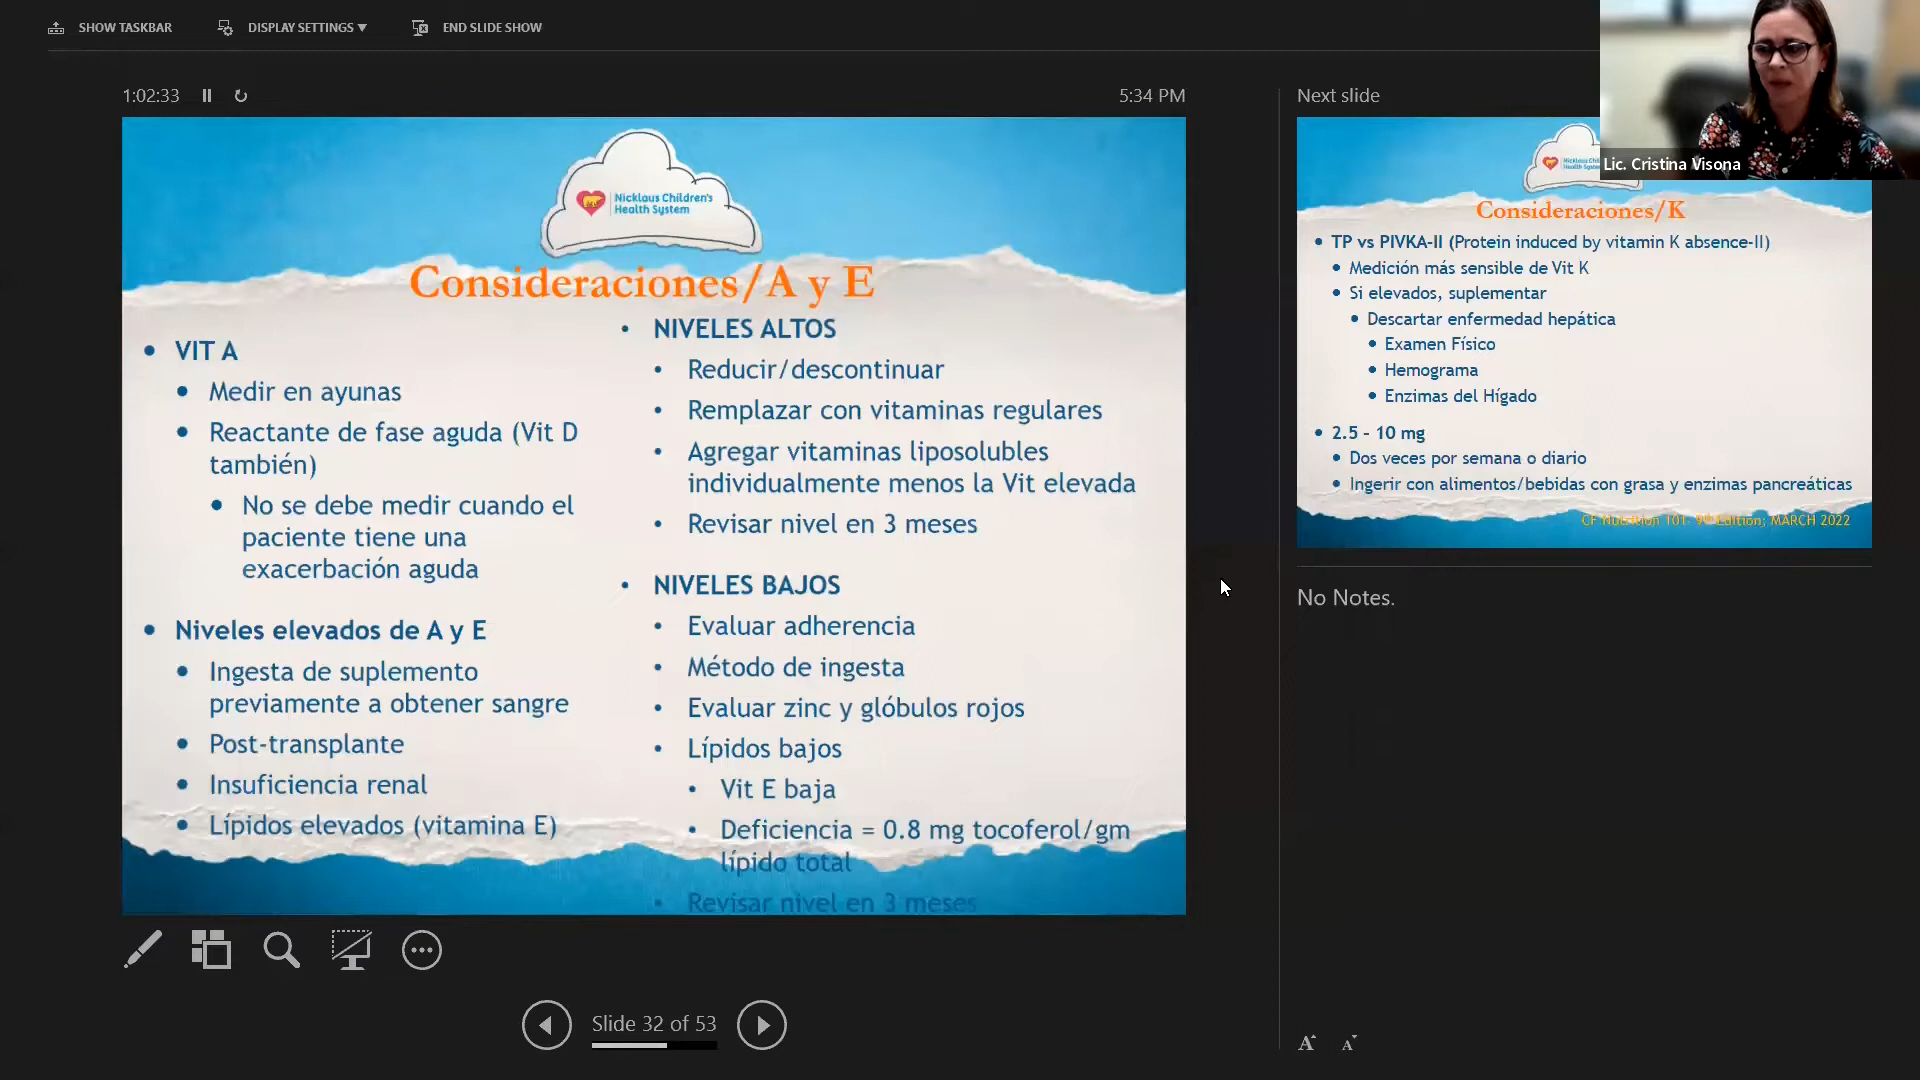 SHOW TASKBAR
DISPLAY SETTINGS ▼
END SLIDE SHOW
1:02:33
5:34 PM
Nicklaus Children's
Health System
Consideraciones/A y E
• VIT A
• Medir en ayunas
• Reactante de fase aguda (Vit D
también)
• No se debe medir cuando el
paciente tiene una
exacerbación aguda
• Niveles elevados de A y E
• Ingesta de suplemento
previamente a obtener sangre
• Post-transplante
• Insuficiencia renal
• Lípidos elevados (vitamina E)
• NIVELES ALTOS
• Reducir/descontinuar
• Remplazar con vitaminas regulares
• Agregar vitaminas liposolubles
individualmente menos la Vit elevada
• Revisar nivel en 3 meses
• NIVELES BAJOS
• Evaluar adherencia
• Método de ingesta
• Evaluar zinc y glóbulos rojos
• Lípidos bajos
• Vit E baja
• Deficiencia = 0.8 mg tocoferol/gm
lípido total
• Revisar nivel en 3 meses
Slide 32 of 53
Next slide
Lic. Cristina Visona
Consideraciones/K
• TP vs PIVKA-II (Protein induced by vitamin K absence-II)
• Medición más sensible de Vit K
• Si elevados, suplementar
• Descartar enfermedad hepática
• Examen Físico
• Hemograma
• Enzimas del Hígado
• 2.5 – 10 mg
• Dos veces por semana o diario
• Ingerir con alimentos/bebidas con grasa y enzimas pancreáticas
CF Nutrition 101- 9th Edition; MARCH 2022
No Notes.
A A